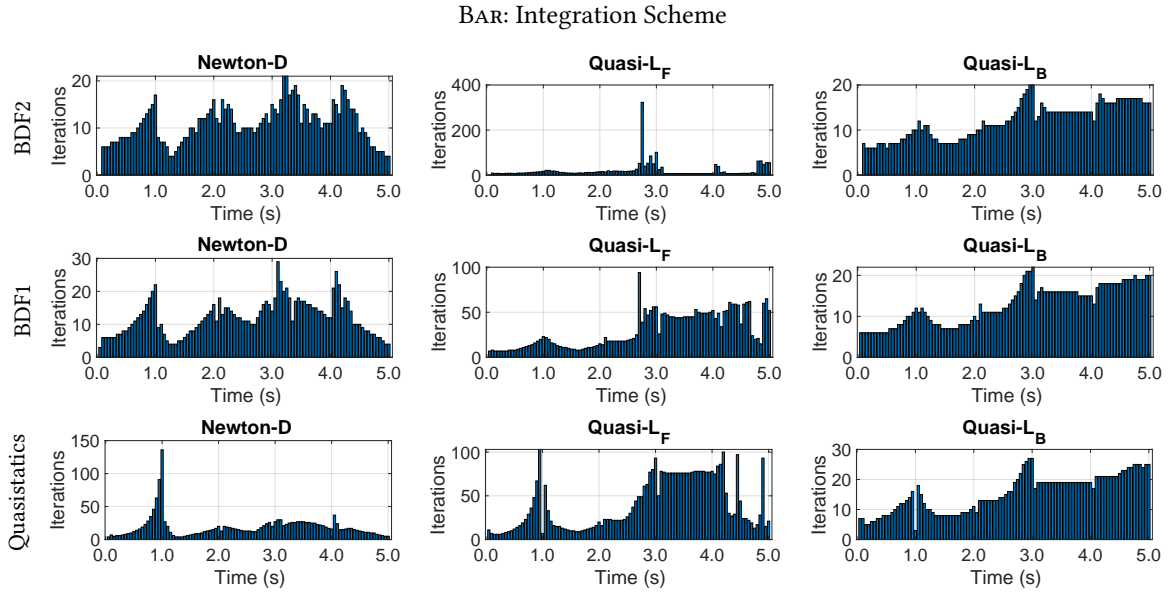 BAR: Integration Scheme
Newton-D
Quasi-L_F
Quasi-L_B
BDF2
Iterations
20
10
0
0.0 1.0 2.0 3.0 4.0 5.0
Time (s)
Iterations
400
200
0
0.0 1.0 2.0 3.0 4.0 5.0
Time (s)
Iterations
20
10
0
0.0 1.0 2.0 3.0 4.0 5.0
Time (s)
Newton-D
Quasi-L_F
Quasi-L_B
BDF1
Iterations
30
20
10
0
0.0 1.0 2.0 3.0 4.0 5.0
Time (s)
Iterations
100
50
0
0.0 1.0 2.0 3.0 4.0 5.0
Time (s)
Iterations
20
10
0
0.0 1.0 2.0 3.0 4.0 5.0
Time (s)
Newton-D
Quasi-L_F
Quasi-L_B
Quasistatics
Iterations
150
100
50
0
0.0 1.0 2.0 3.0 4.0 5.0
Time (s)
Iterations
100
50
0
0.0 1.0 2.0 3.0 4.0 5.0
Time (s)
Iterations
30
20
10
0
0.0 1.0 2.0 3.0 4.0 5.0
Time (s)